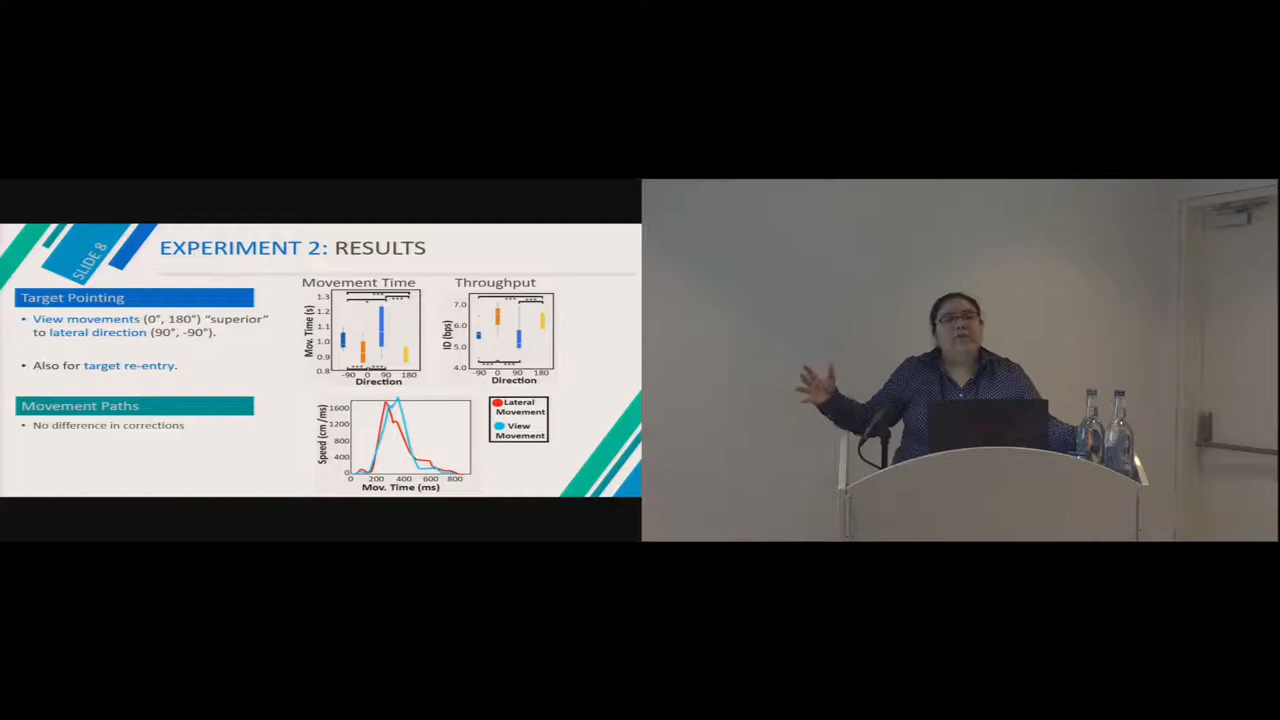 SLIDE 8
EXPERIMENT 2: RESULTS
Target Pointing
• View movements (0°, 180°) “superior”
to lateral direction (90°, -90°).
• Also for target re-entry.
Movement Paths
• No difference in corrections
Movement Time
Mov. Time (s)
1.3
1.2
1.1
1.0
0.9
0.8
-90 0 90 180
Direction
Throughput
ID (bps)
7.0
6.0
5.0
4.0
-90 0 90 180
Direction
Speed (cm /ms)
1600
1200
800
400
0
0 200 400 600 800
Mov. Time (ms)
Lateral
Movement
View
Movement